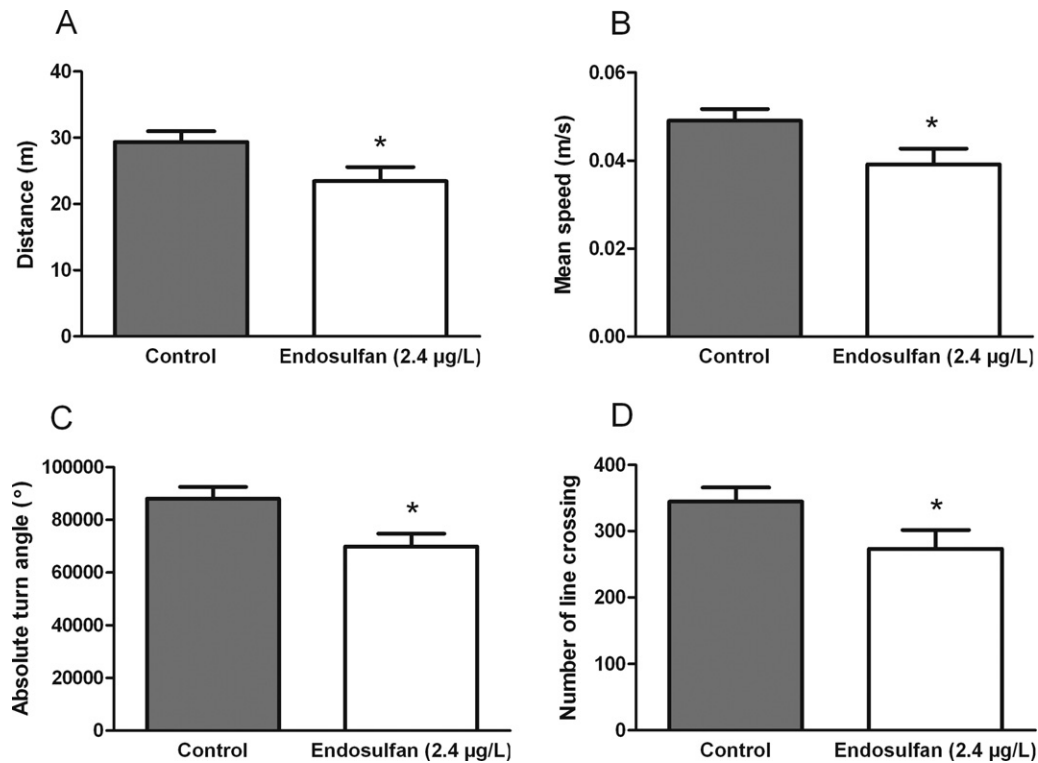 A
Distance (m)
40
30
20
10
0
*
Control
Endosulfan (2.4 µg/L)
B
Mean speed (m/s)
0.06
0.04
0.02
0.00
*
Control
Endosulfan (2.4 µg/L)
C
Absolute turn angle (°)
100000
80000
60000
40000
20000
0
*
Control
Endosulfan (2.4 µg/L)
D
Number of line crossing
400
300
200
100
0
*
Control
Endosulfan (2.4 µg/L)